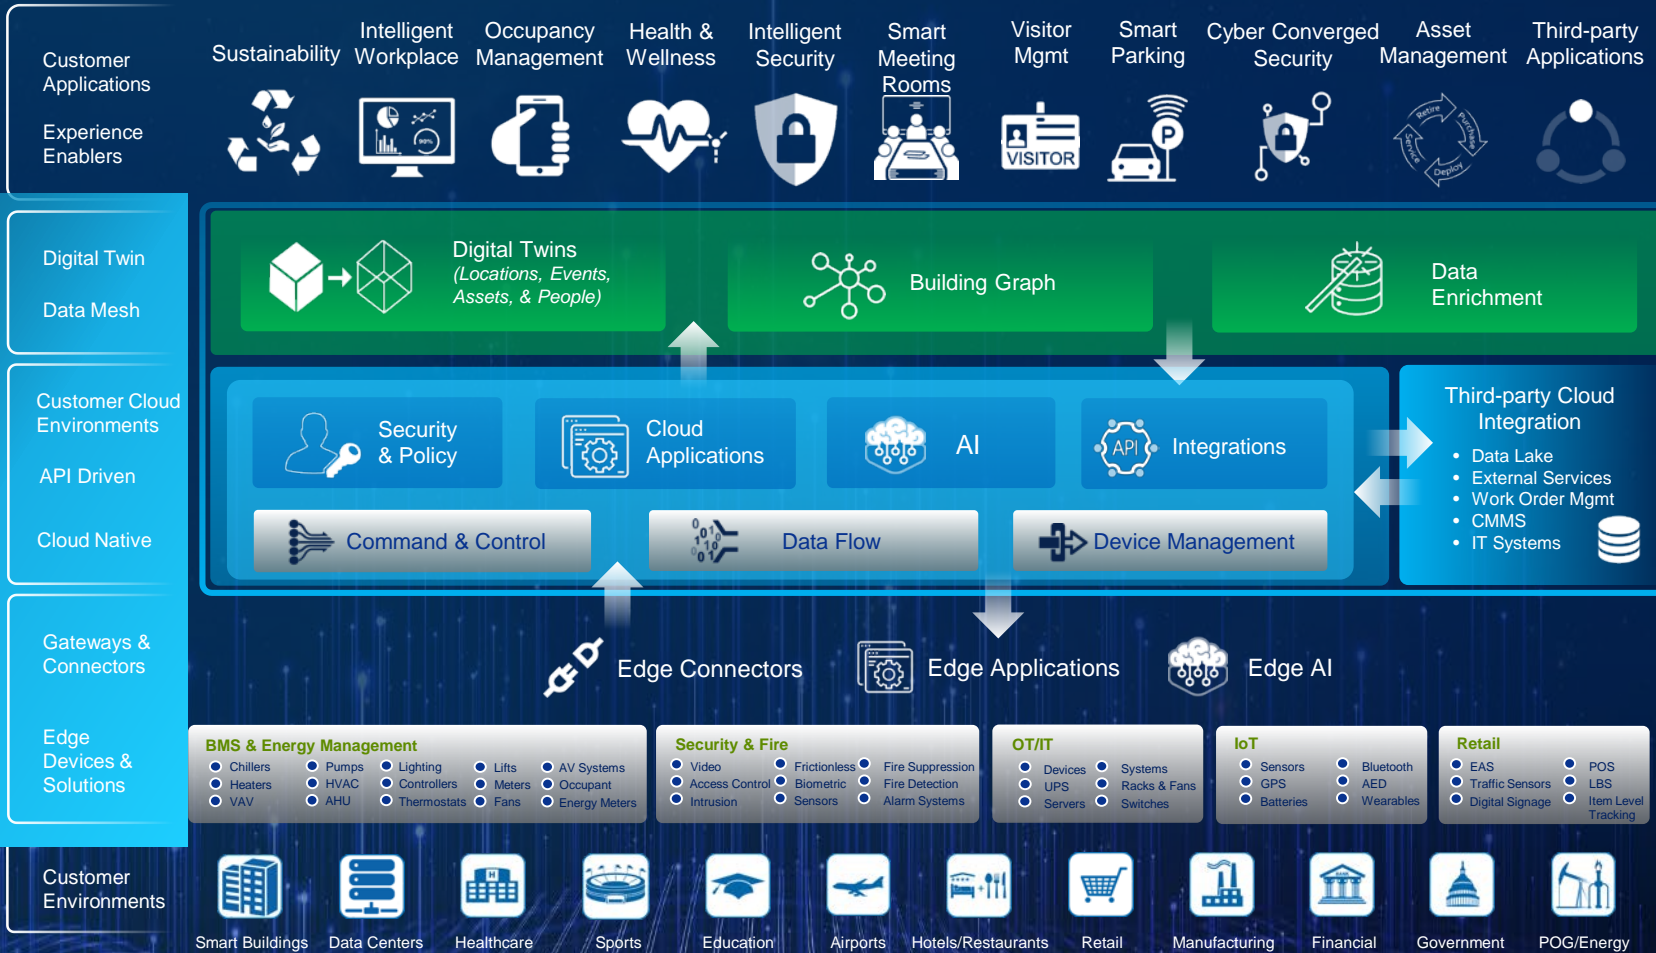 Customer
Applications
Experience
Enablers
Sustainability
Intelligent
Workplace
Occupancy
Management
Health &
Wellness
Intelligent
Security
Smart
Meeting
Rooms
Visitor
Mgmt
Smart
Parking
Cyber Converged
Security
Asset
Management
Third-party
Applications
90%
VISITOR
P
Retire
Purchase
Deploy
Service
Digital Twin
Data Mesh
Digital Twins
(Locations, Events,
Assets, & People)
Building Graph
Data
Enrichment
Customer Cloud
Environments
API Driven
Cloud Native
Security
& Policy
Cloud
Applications
AI
API
Integrations
Command & Control
Data Flow
Device Management
Third-party Cloud
Integration
• Data Lake
• External Services
• Work Order Mgmt
• CMMS
• IT Systems
Gateways &
Connectors
Edge
Devices &
Solutions
Edge Connectors
Edge Applications
Edge AI
BMS & Energy Management
Chillers
Heaters
VAV
Pumps
HVAC
AHU
Lighting
Controllers
Thermostats
Lifts
Meters
Fans
AV Systems
Occupant
Energy Meters
Security & Fire
Video
Access Control
Intrusion
Frictionless
Biometric
Sensors
Fire Suppression
Fire Detection
Alarm Systems
OT/IT
Devices
UPS
Servers
Systems
Racks & Fans
Switches
IoT
Sensors
GPS
Batteries
Bluetooth
AED
Wearables
Retail
EAS
Traffic Sensors
Digital Signage
POS
LBS
Item Level
Tracking
Customer
Environments
H
BANK
Smart Buildings
Data Centers
Healthcare
Sports
Education
Airports
Hotels/Restaurants
Retail
Manufacturing
Financial
Government
POG/Energy